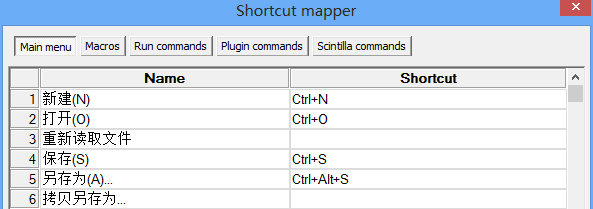 Shortcut mapper
Main menu Macros Run commands Plugin commands Scintilla commands
Name Shortcut
1 新建(N) Ctrl+N
2 打开(O) Ctrl+O
3 重新读取文件
4 保存(S) Ctrl+S
5 另存为(A)... Ctrl+Alt+S
6 拷贝另存为...